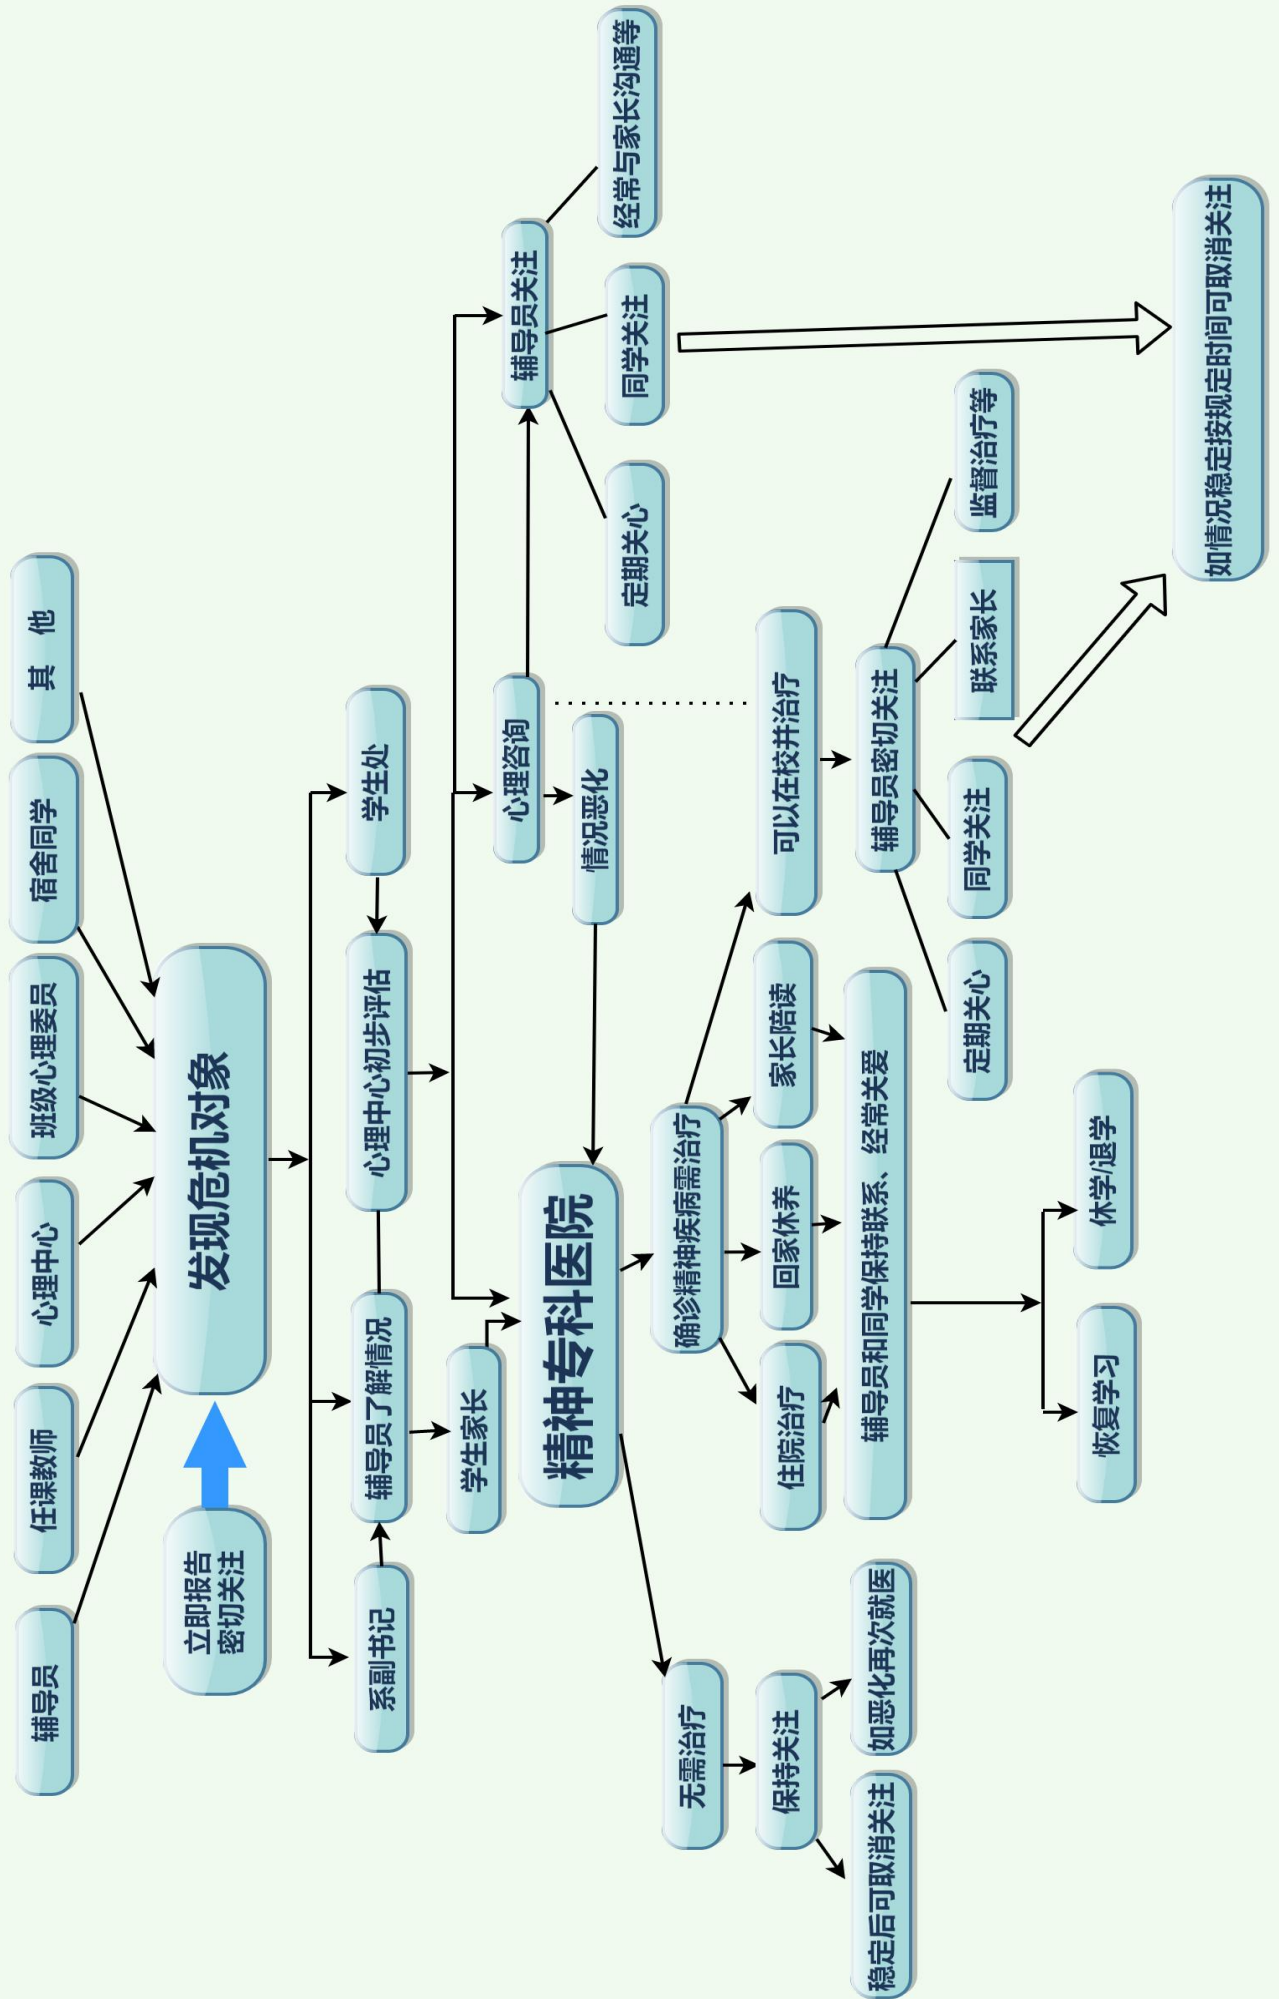 辅导员
任课教师
心理中心
班级心理委员
宿舍同学
其 他
立即报告
密切关注
发现危机对象
系副书记
辅导员了解情况
心理中心初步评估
学生处
学生家长
精神专科医院
心理咨询
辅导员关注
情况恶化
定期关心
同学关注
经常与家长沟通等
无需治疗
确诊精神疾病需治疗
保持关注
住院治疗
回家休养
家长陪读
可以在校并治疗
稳定后可取消关注
如恶化再次就医
辅导员和同学保持联系、经常关爱
辅导员密切关注
定期关心
同学关注
联系家长
监督治疗等
恢复学习
休学/退学
如情况稳定按规定时间可取消关注